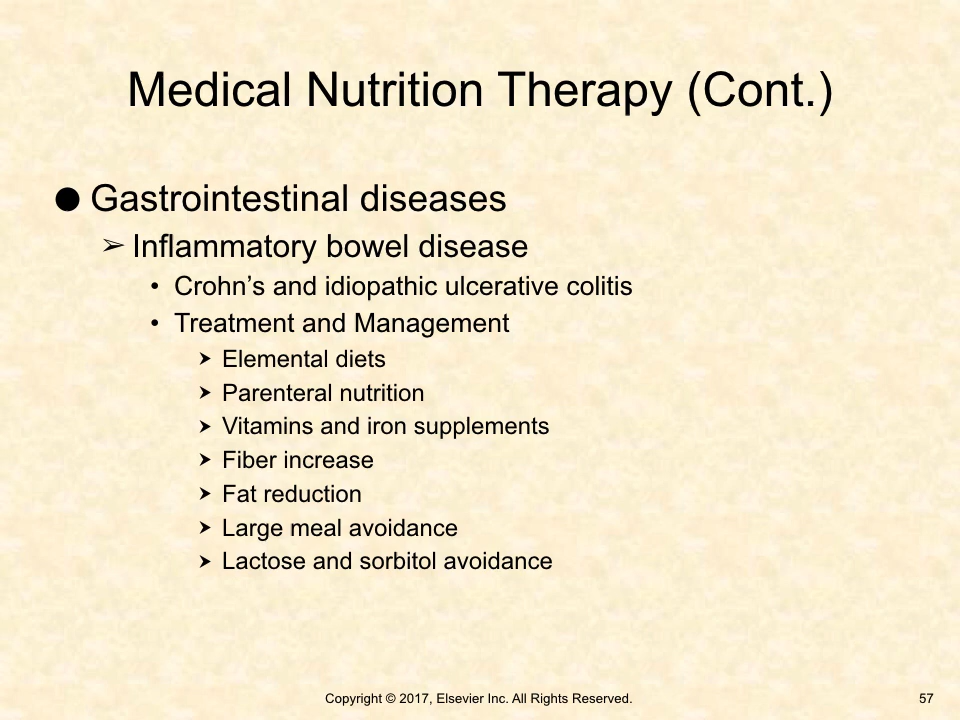 Medical Nutrition Therapy (Cont.)
● Gastrointestinal diseases
➢ Inflammatory bowel disease
• Crohn’s and idiopathic ulcerative colitis
• Treatment and Management
➤ Elemental diets
➤ Parenteral nutrition
➤ Vitamins and iron supplements
➤ Fiber increase
➤ Fat reduction
➤ Large meal avoidance
➤ Lactose and sorbitol avoidance
Copyright © 2017, Elsevier Inc. All Rights Reserved. 57